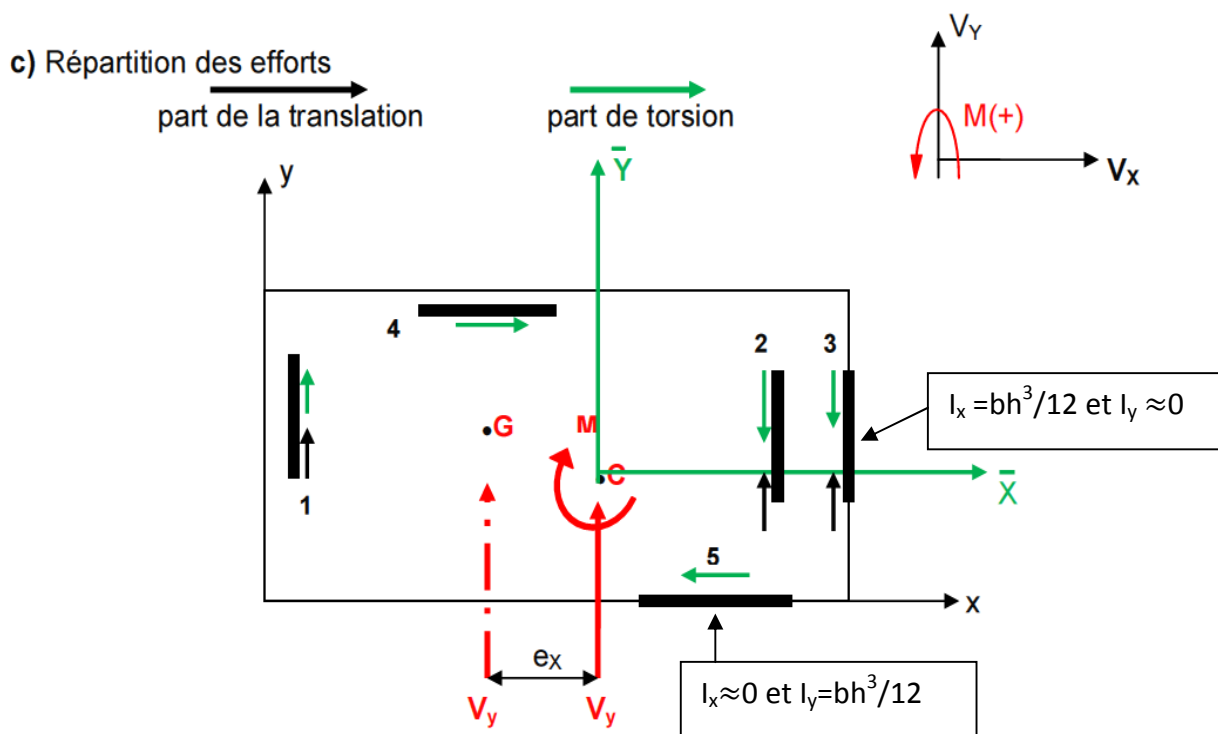 c) Répartition des efforts
part de la translation
part de torsion
V_Y
M(+)
V_X
y
Y̅
4
2
3
I_x =bh³/12 et I_y ≈0
G
M
C
X̅
1
5
x
e_X
I_x≈0 et I_y=bh³/12
V_y
V_y